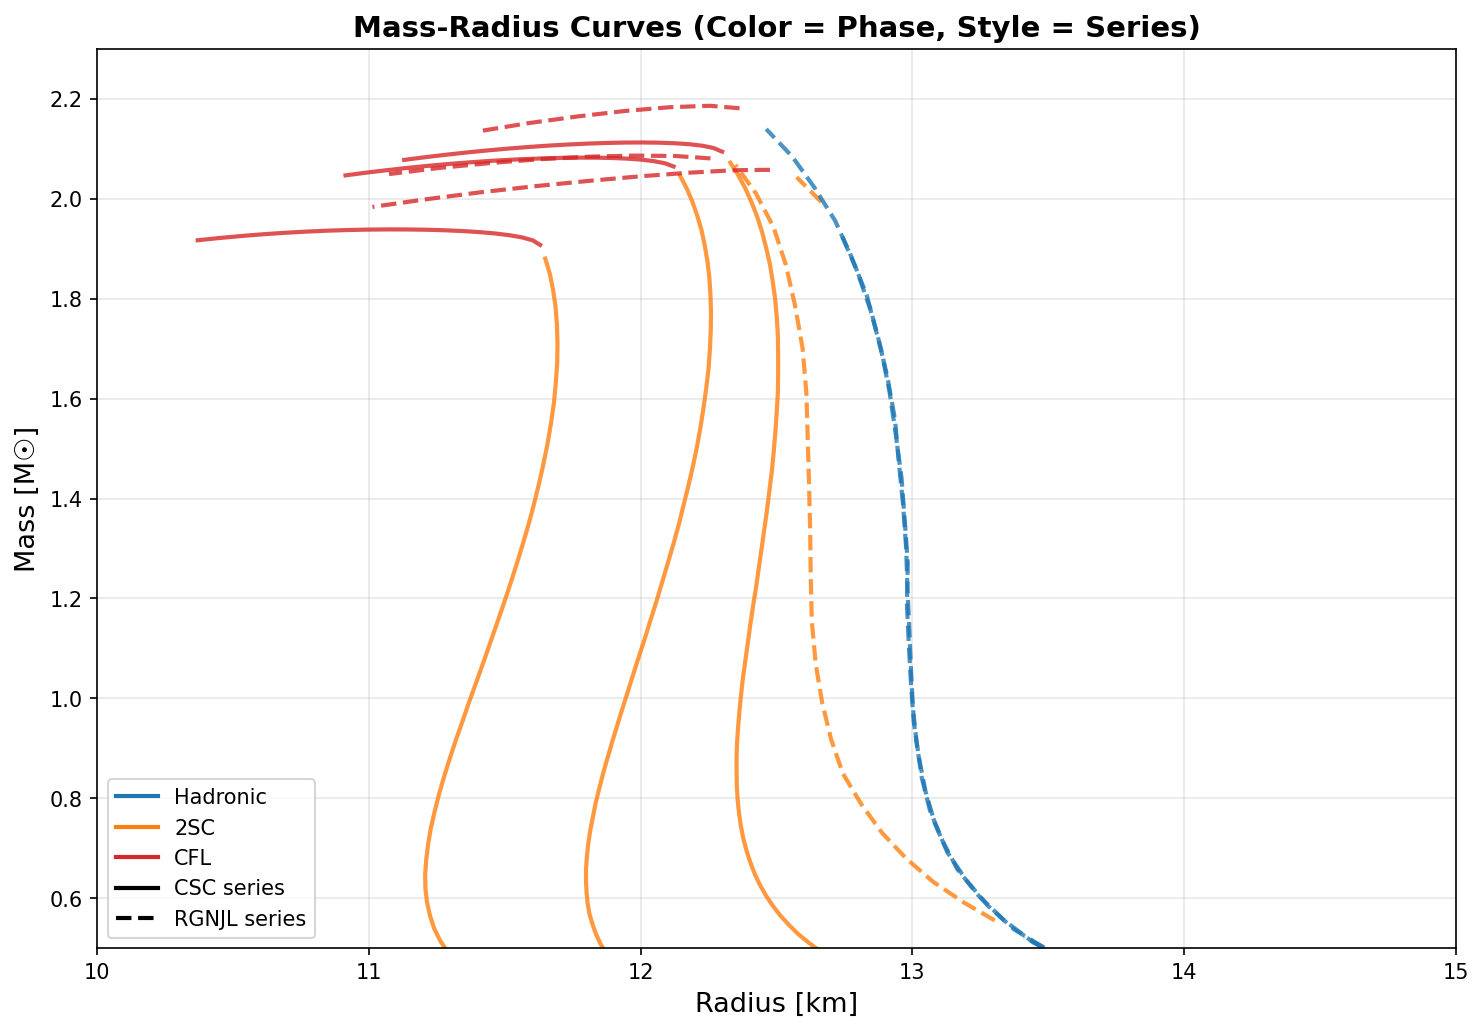 Mass-Radius Curves (Color = Phase, Style = Series)
Mass [M☉]
2.2
2.0
1.8
1.6
1.4
1.2
1.0
0.8
0.6
Hadronic
2SC
CFL
CSC series
RGNJL series
10
11
12
13
14
15
Radius [km]